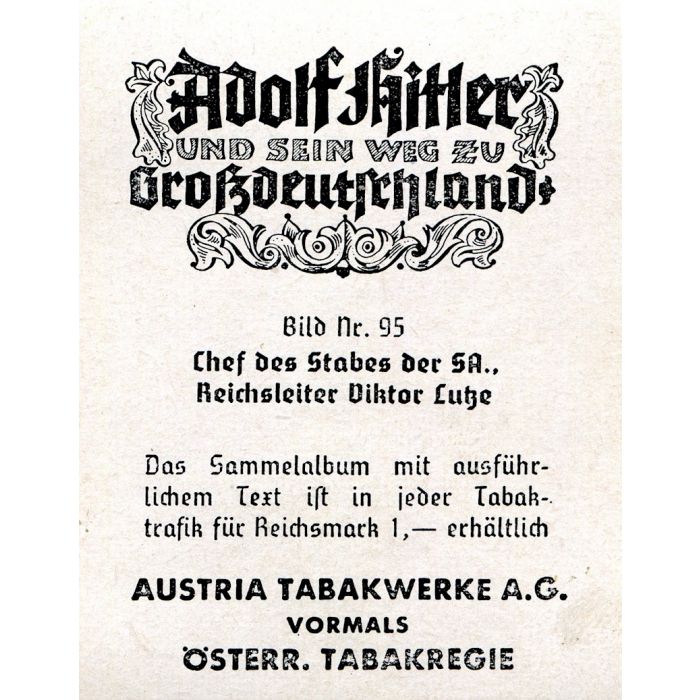 Adolf Hitler
UND SEIN WEG ZU
Großdeutschland
Bild Nr. 95
Chef des Stabes der SA.,
Reichsleiter Viktor Lutze
Das Sammelalbum mit ausführ-
lichem Text ist in jeder Tabak-
trafik für Reichsmark 1,— erhältlich
AUSTRIA TABAKWERKE A.G.
VORMALS
ÖSTERR. TABAKREGIE